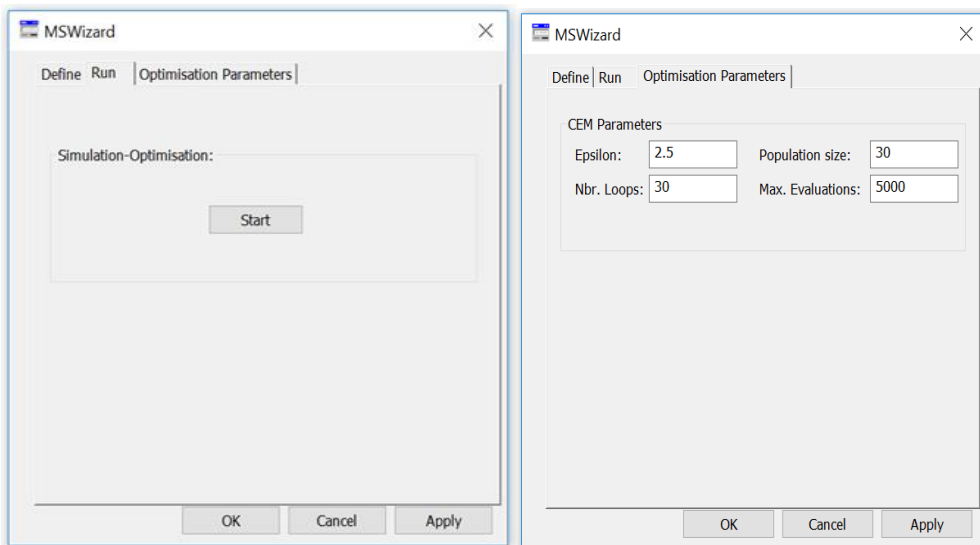 MSWizard
Define Run Optimisation Parameters
Simulation-Optimisation:
Start
OK Cancel Apply
MSWizard
Define Run Optimisation Parameters
CEM Parameters
Epsilon: 2.5 Population size: 30
Nbr. Loops: 30 Max. Evaluations: 5000
OK Cancel Apply